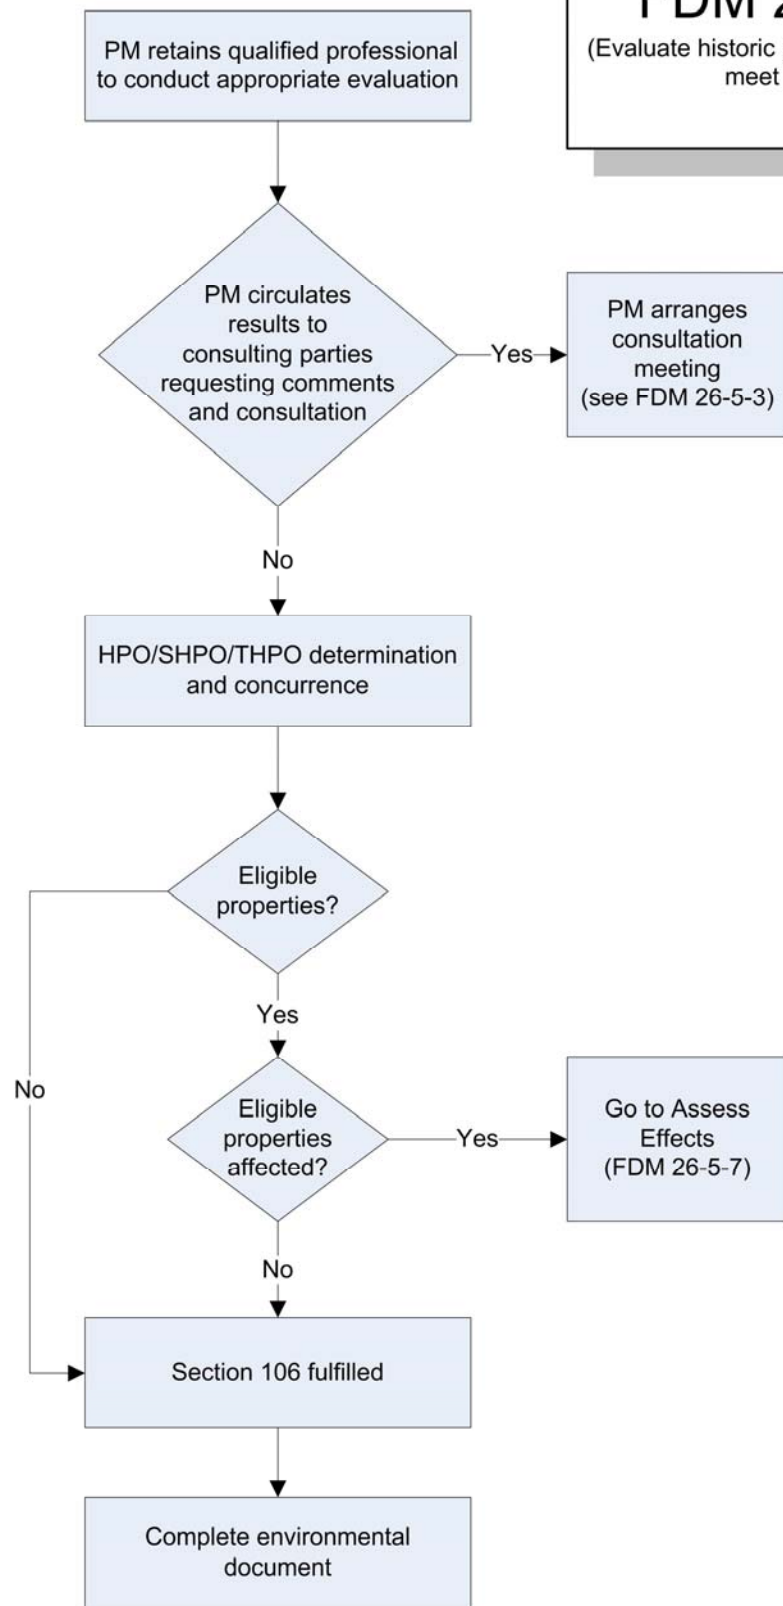 PM retains qualified professional
to conduct appropriate evaluation
FDM 2
(Evaluate historic
meet
PM circulates
results to
consulting parties
requesting comments
and consultation
Yes
PM arranges
consultation
meeting
(see FDM 26-5-3)
No
HPO/SHPO/THPO determination
and concurrence
Eligible
properties?
Yes
No
Eligible
properties
affected?
Yes
Go to Assess
Effects
(FDM 26-5-7)
No
Section 106 fulfilled
Complete environmental
document